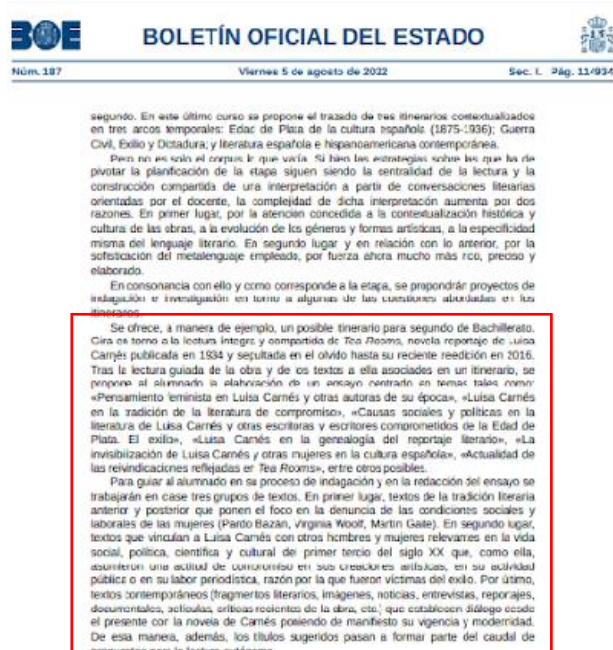 BOE
BOLETÍN OFICIAL DEL ESTADO
Núm. 187
Viernes 5 de agosto de 2022
Sec. I. Pág. 114934
segundo. En este último curso se propone el trazado de tres itinerarios contextualizados
en tres arcos temporales: Edad de Plata de la cultura española (1875-1936); Guerra
Civil, Exilio y Dictadura; y literatura española e hispanoamericana contemporánea.
Pero no es solo el corpus lo que varía. Si bien las estrategias sobre las que ha de
pivotar la planificación de la etapa siguen siendo la centralidad de la lectura y la
construcción compartida de una interpretación a partir de conversaciones literarias
orientadas por el docente, la complejidad de dicha interpretación aumenta por dos
razones. En primer lugar, por la atención concedida a la contextualización histórica y
cultura de las obras, a la evolución de los géneros y formas artísticas, a la especificidad
misma del lenguaje literario. En segundo lugar y en relación con lo anterior, por la
sofisticación del metalenguaje empleado, por fuerza ahora mucho más rico, preciso y
elaborado.
En consonancia con ello y como corresponde a la etapa, se propondrán proyectos de
indagación e investigación en torno a algunas de las cuestiones abordadas en los
itinerarios.
Se ofrece, a manera de ejemplo, un posible itinerario para segundo de Bachillerato.
Gira en torno a la lectura íntegra y compartida de Tea Rooms, novela reportaje de Luisa
Carnés publicada en 1934 y sepultada en el olvido hasta su reciente reedición en 2016.
Tras la lectura guiada de la obra y de los textos a ella asociados en un itinerario, se
propone al alumnado la elaboración de un ensayo centrado en temas tales como:
«Pensamiento feminista en Luisa Carnés y otras autoras de su época», «Luisa Carnés
en la tradición de la literatura de compromiso», «Causas sociales y políticas en la
literatura de Luisa Carnés y otras escritoras y escritores comprometidos de la Edad de
Plata. El exilio», «Luisa Carnés en la genealogía del reportaje literario», «La
invisibilización de Luisa Carnés y otras mujeres en la cultura española», «Actualidad de
las reivindicaciones reflejadas en Tea Rooms», entre otros posibles.
Para guiar al alumnado en su proceso de indagación y en la redacción del ensayo se
trabajarán en clase tres grupos de textos. En primer lugar, textos de la tradición literaria
anterior y posterior que ponen el foco en la denuncia de las condiciones sociales y
laborales de las mujeres (Pardo Bazán, Virginia Woolf, Martín Gaite). En segundo lugar,
textos que vinculan a Luisa Carnés con otros hombres y mujeres relevantes en la vida
social, política, científica y cultural del primer tercio del siglo XX que, como ella,
asumieron una actitud de compromiso en sus creaciones artísticas, en su actividad
pública o en su labor periodística, razón por la que fueron víctimas del exilio. Por último,
textos contemporáneos (fragmentos literarios, imágenes, noticias, entrevistas, reportajes,
documentales, películas, críticas recientes de la obra, etc.) que establecen diálogo desde
el presente con la novela de Carnés poniendo de manifiesto su vigencia y modernidad.
De esta manera, además, los títulos sugeridos pasan a formar parte del caudal de